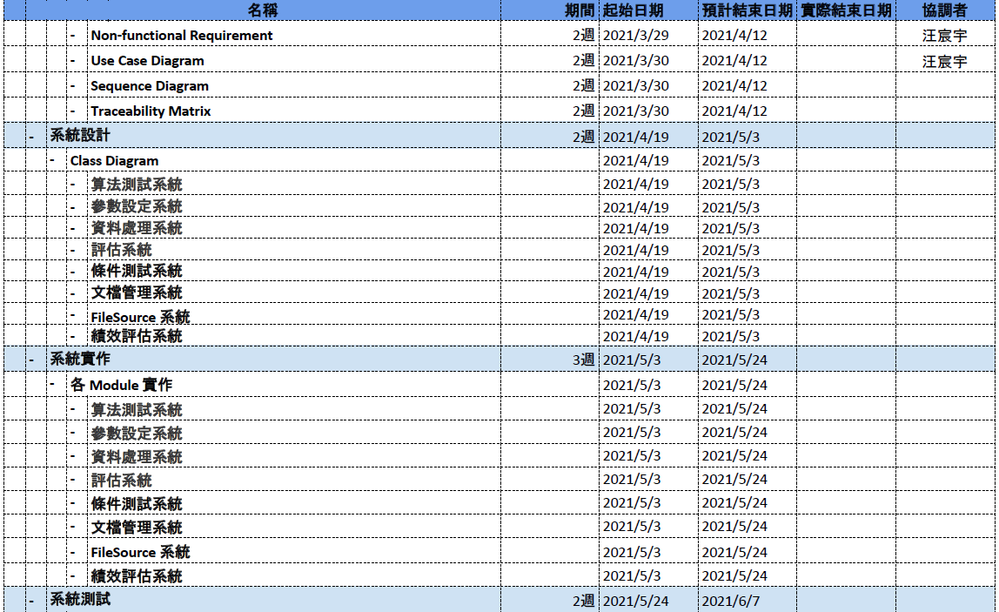 名稱 期間 起始日期 預計結束日期 實際結束日期 協調者
- Non-functional Requirement 2週 2021/3/29 2021/4/12 汪宸宇
- Use Case Diagram 2週 2021/3/30 2021/4/12 汪宸宇
- Sequence Diagram 2週 2021/3/30 2021/4/12
- Traceability Matrix 2週 2021/3/30 2021/4/12
- 系統設計 2週 2021/4/19 2021/5/3
- Class Diagram 2021/4/19 2021/5/3
- 算法測試系統 2021/4/19 2021/5/3
- 參數設定系統 2021/4/19 2021/5/3
- 資料處理系統 2021/4/19 2021/5/3
- 評估系統 2021/4/19 2021/5/3
- 條件測試系統 2021/4/19 2021/5/3
- 文檔管理系統 2021/4/19 2021/5/3
- FileSource 系統 2021/4/19 2021/5/3
- 績效評估系統 2021/4/19 2021/5/3
- 系統實作 3週 2021/5/3 2021/5/24
- 各 Module 實作 2021/5/3 2021/5/24
- 算法測試系統 2021/5/3 2021/5/24
- 參數設定系統 2021/5/3 2021/5/24
- 資料處理系統 2021/5/3 2021/5/24
- 評估系統 2021/5/3 2021/5/24
- 條件測試系統 2021/5/3 2021/5/24
- 文檔管理系統 2021/5/3 2021/5/24
- FileSource 系統 2021/5/3 2021/5/24
- 績效評估系統 2021/5/3 2021/5/24
- 系統測試 2週 2021/5/24 2021/6/7